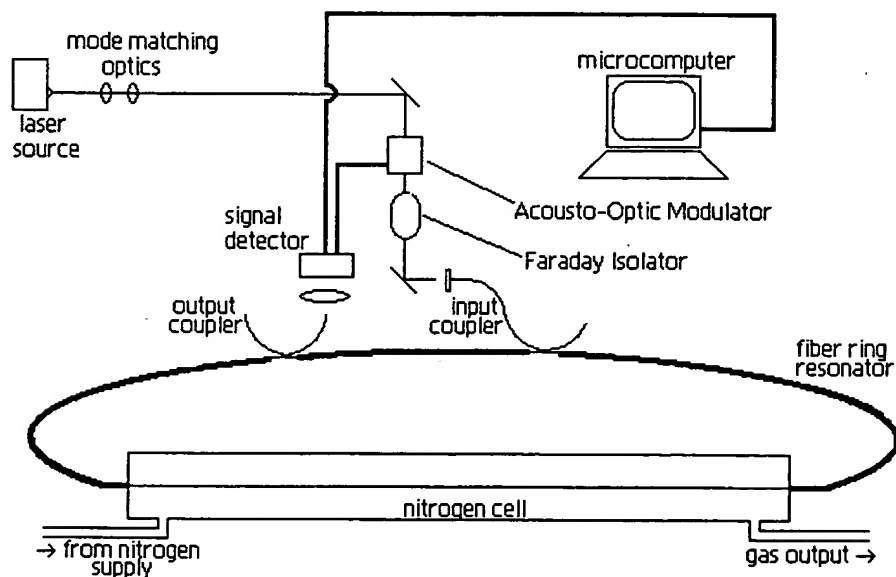 mode matching
optics
microcomputer
laser
source
Acousto-Optic Modulator
signal
detector
Faraday Isolator
output
coupler
input
coupler
fiber ring
resonator
nitrogen cell
→ from nitrogen
supply
gas output →